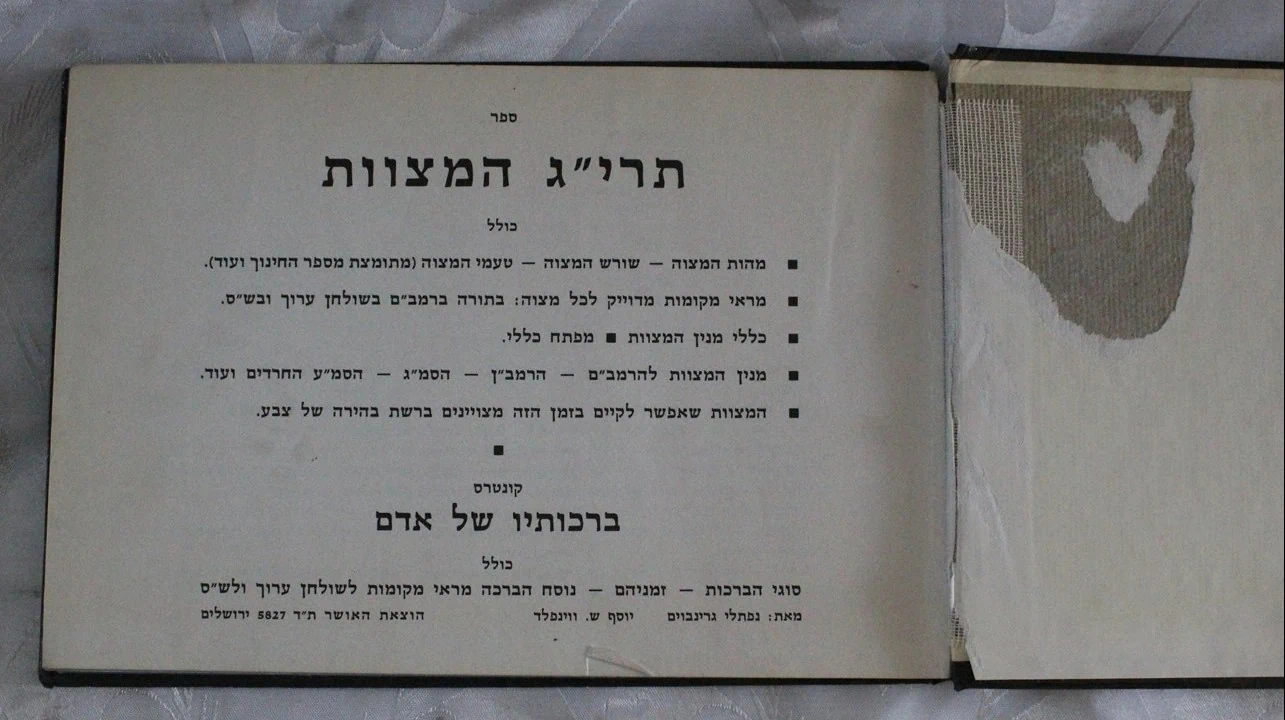 ספר
תרי״ג המצוות
כולל
■ מהות המצוה — שורש המצוה — טעמי המצוה (מתומצת מספר החינוך ועוד).
■ מראי מקומות מדוייק לכל מצוה: בתורה ברמב״ם בשולחן ערוך ובש״ס.
■ כללי מנין המצוות ■ מפתח כללי.
■ מנין המצוות להרמב״ם — הרמב״ן — הסמ״ג — הסמ״ע החרדים ועוד.
■ המצוות שאפשר לקיים בזמן הזה מצויינים ברשת בהירה של צבע.
■
קונטרס
ברכותיו של אדם
כולל
סוגי הברכות — זמניהם — נוסח הברכה מראי מקומות לשולחן ערוך ולש״ס
מאת: נפתלי גרינבוים יוסף ש. ווינפלד הוצאת האושר ת״ד 5827 ירושלים